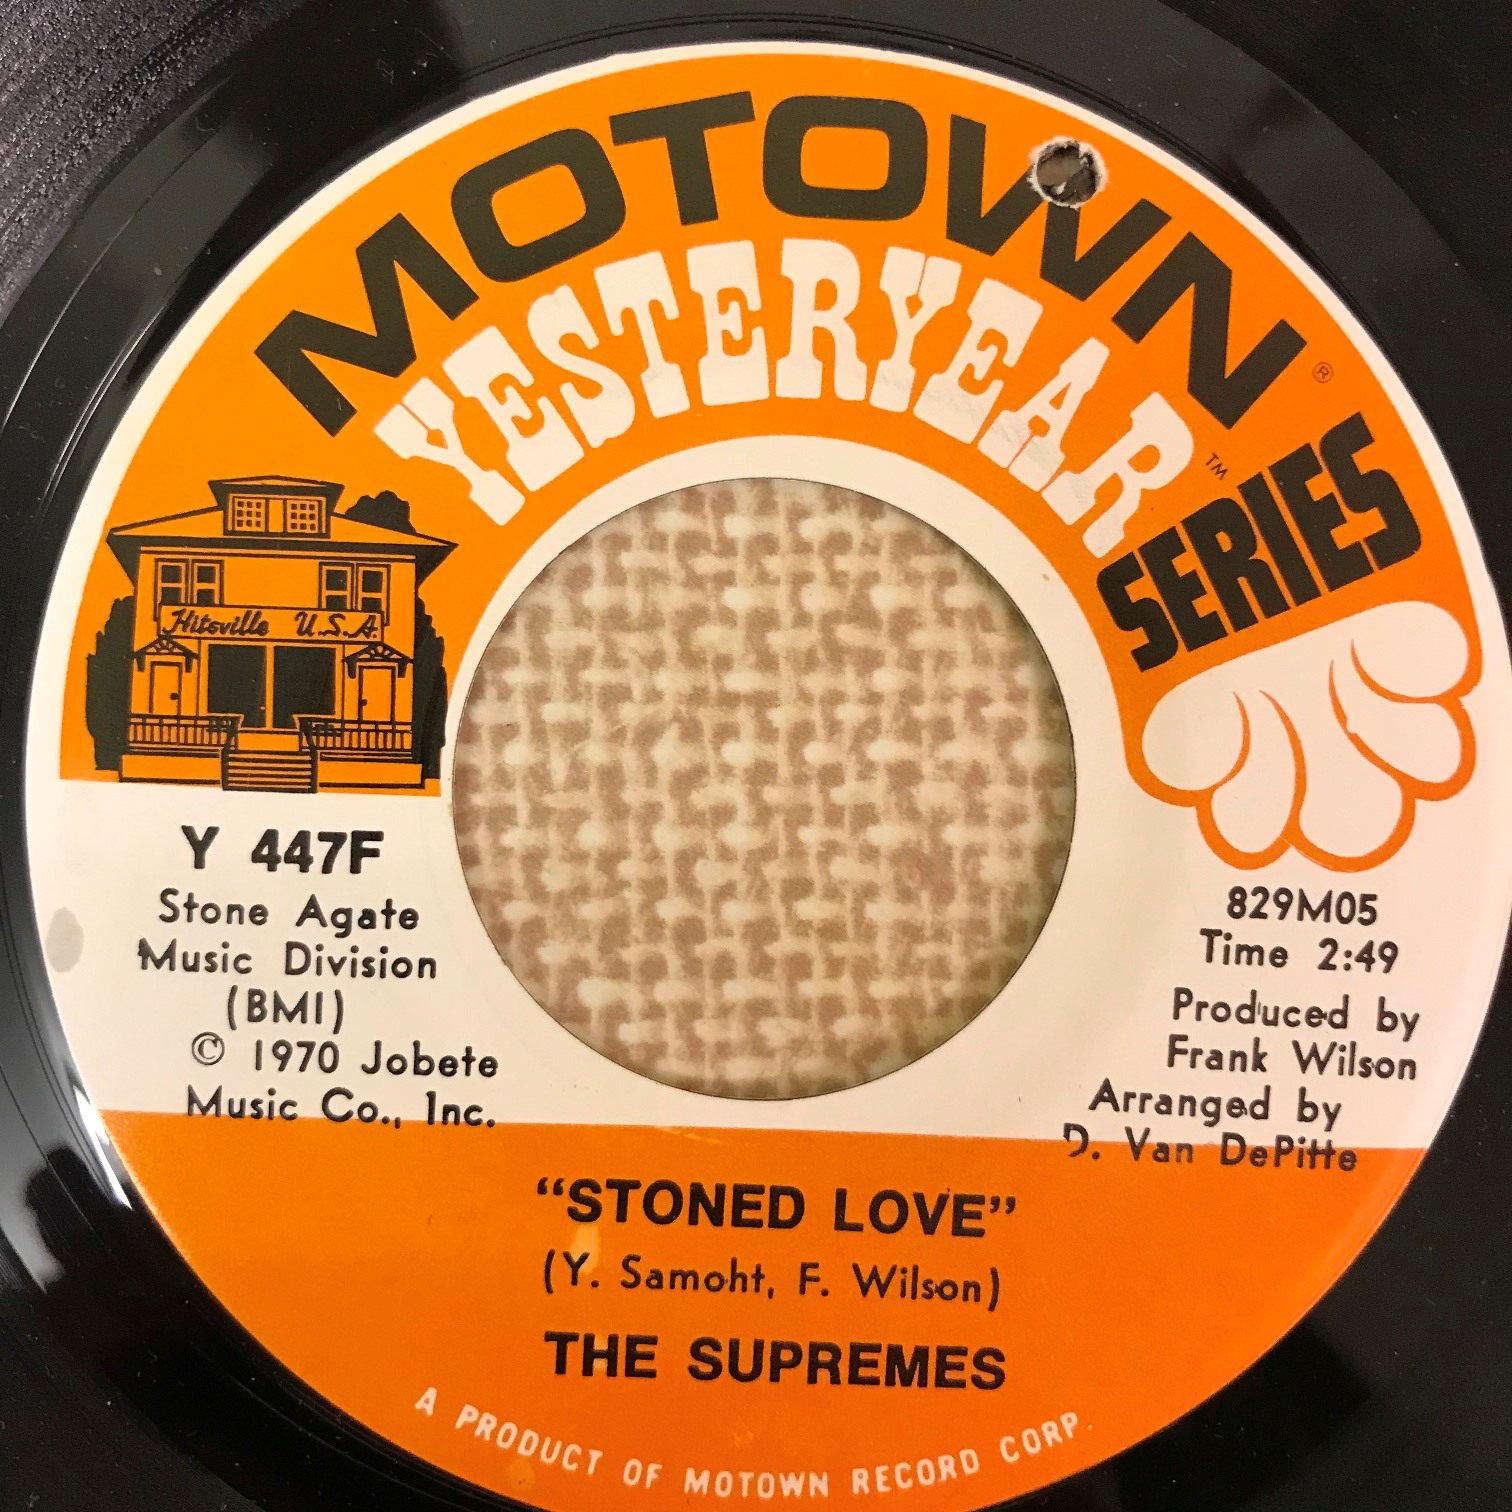 MOTOWN®
YESTERYEAR™
SERIES
Hitsville U.S.A.
Y 447F
Stone Agate
Music Division
(BMI)
© 1970 Jobete
Music Co., Inc.
829M05
Time 2:49
Produced by
Frank Wilson
Arranged by
D. Van DePitte
“STONED LOVE”
(Y. Samoht, F. Wilson)
THE SUPREMES
A PRODUCT OF MOTOWN RECORD CORP.